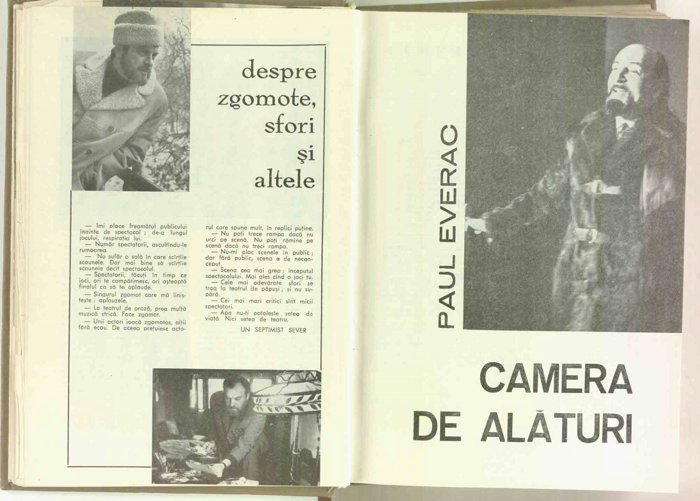 despre
zgomote,
sfori
și
altele
— Îmi place freamătul publicului
înainte de spectacol ; de-a lungul
jocului, respirația lui.
— Număr spectatorii, ascultîndu-le
rumoarea.
— Nu sufăr o sală în care scîrțîie
scaunele. Dar mai bine să scîrțîie
scaunele decît spectacolul.
— Spectatorii, tăcuți în timp ce
joci, ori te compătimesc, ori așteaptă
finalul ca să te aplaude.
— Singurul zgomot care mă liniș-
tește : aplauzele.
— La teatrul de proză, prea multă
muzică strică. Face zgomot.
— Unii actori joacă zgomotos, alții
fără ecou. De aceea prețuiesc acto-
rul care spune mult, în replici puține.
— Nu poți trece rampa dacă nu
urci pe scenă. Nu poți rămîne pe
scenă dacă nu treci rampa.
— Nu-mi plac scenele în public ;
dar fără public, scena e de necon-
ceput.
— Scena cea mai grea : începutul
spectacolului. Mai ales cînd o joci tu.
— Cele mai adevărate sfori se
trag la teatrul de păpuși ; și nu su-
pără.
— Cei mai mari critici sînt micii
spectatori.
— Apa nu-ți potolește setea de
viață. Nici setea de teatru.
UN SEPTIMIST SEVER
PAUL EVERAC
CAMERA
DE ALĂTURI